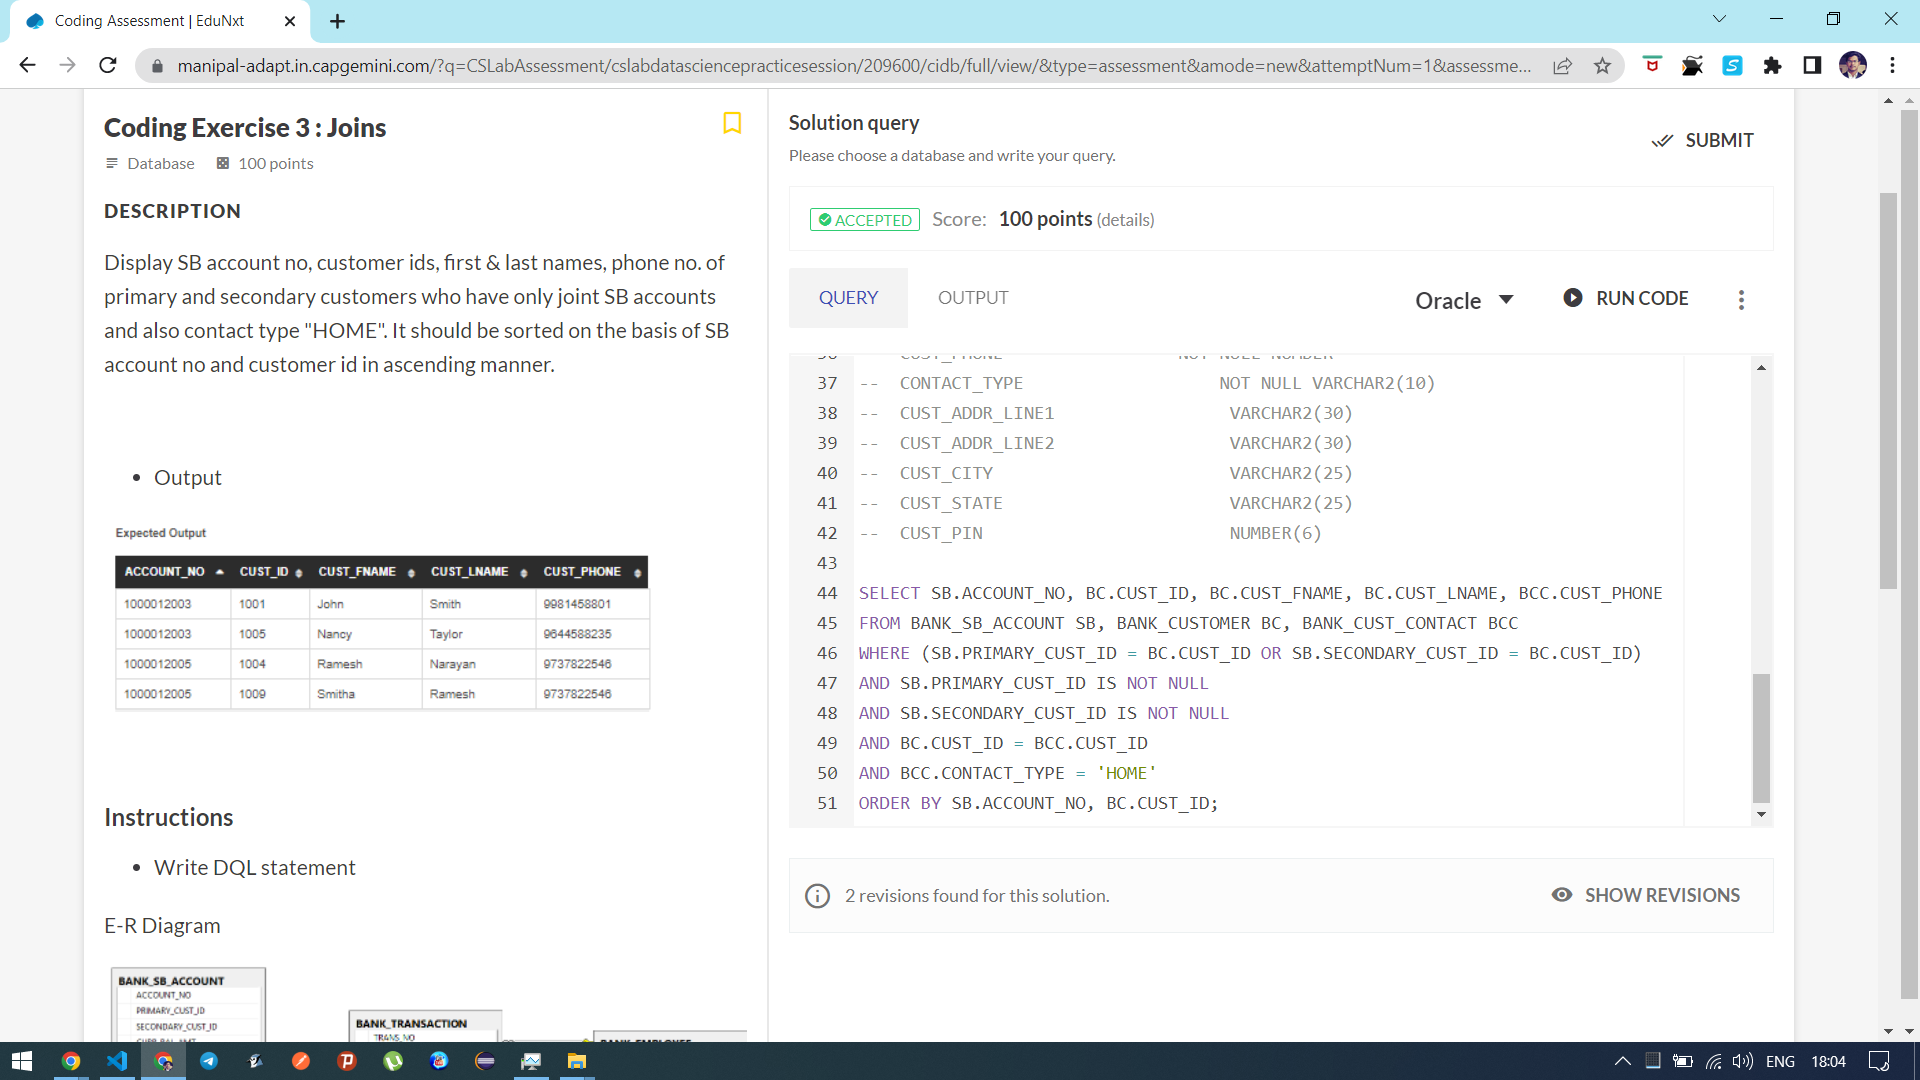 Coding Assessment | EduNxt
manipal-adapt.in.capgemini.com/?q=CSLabAssessment/cslabdatasciencepracticesession/209600/cidb/full/view/&type=assessment&amode=new&attemptNum=1&assessme...
Coding Exercise 3 : Joins
Database 100 points
DESCRIPTION
Display SB account no, customer ids, first & last names, phone no. of
primary and secondary customers who have only joint SB accounts
and also contact type "HOME". It should be sorted on the basis of SB
account no and customer id in ascending manner.
Output
Expected Output
ACCOUNT_NO CUST_ID CUST_FNAME CUST_LNAME CUST_PHONE
1000012003 1001 John Smith 9981458801
1000012003 1005 Nancy Taylor 9644588235
1000012005 1004 Ramesh Narayan 9737822546
1000012005 1009 Smitha Ramesh 9737822546
Instructions
Write DQL statement
E-R Diagram
BANK_SB_ACCOUNT
ACCOUNT_NO
PRIMARY_CUST_ID
SECONDARY_CUST_ID
BANK_TRANSACTION
TRANS_NO
Solution query
Please choose a database and write your query.
SUBMIT
ACCEPTED Score: 100 points (details)
QUERY OUTPUT Oracle RUN CODE
36 -- CUST_PHONE NOT NULL NUMBER
37 -- CONTACT_TYPE NOT NULL VARCHAR2(10)
38 -- CUST_ADDR_LINE1 VARCHAR2(30)
39 -- CUST_ADDR_LINE2 VARCHAR2(30)
40 -- CUST_CITY VARCHAR2(25)
41 -- CUST_STATE VARCHAR2(25)
42 -- CUST_PIN NUMBER(6)
43
44 SELECT SB.ACCOUNT_NO, BC.CUST_ID, BC.CUST_FNAME, BC.CUST_LNAME, BCC.CUST_PHONE
45 FROM BANK_SB_ACCOUNT SB, BANK_CUSTOMER BC, BANK_CUST_CONTACT BCC
46 WHERE (SB.PRIMARY_CUST_ID = BC.CUST_ID OR SB.SECONDARY_CUST_ID = BC.CUST_ID)
47 AND SB.PRIMARY_CUST_ID IS NOT NULL
48 AND SB.SECONDARY_CUST_ID IS NOT NULL
49 AND BC.CUST_ID = BCC.CUST_ID
50 AND BCC.CONTACT_TYPE = 'HOME'
51 ORDER BY SB.ACCOUNT_NO, BC.CUST_ID;
2 revisions found for this solution. SHOW REVISIONS
ENG 18:04